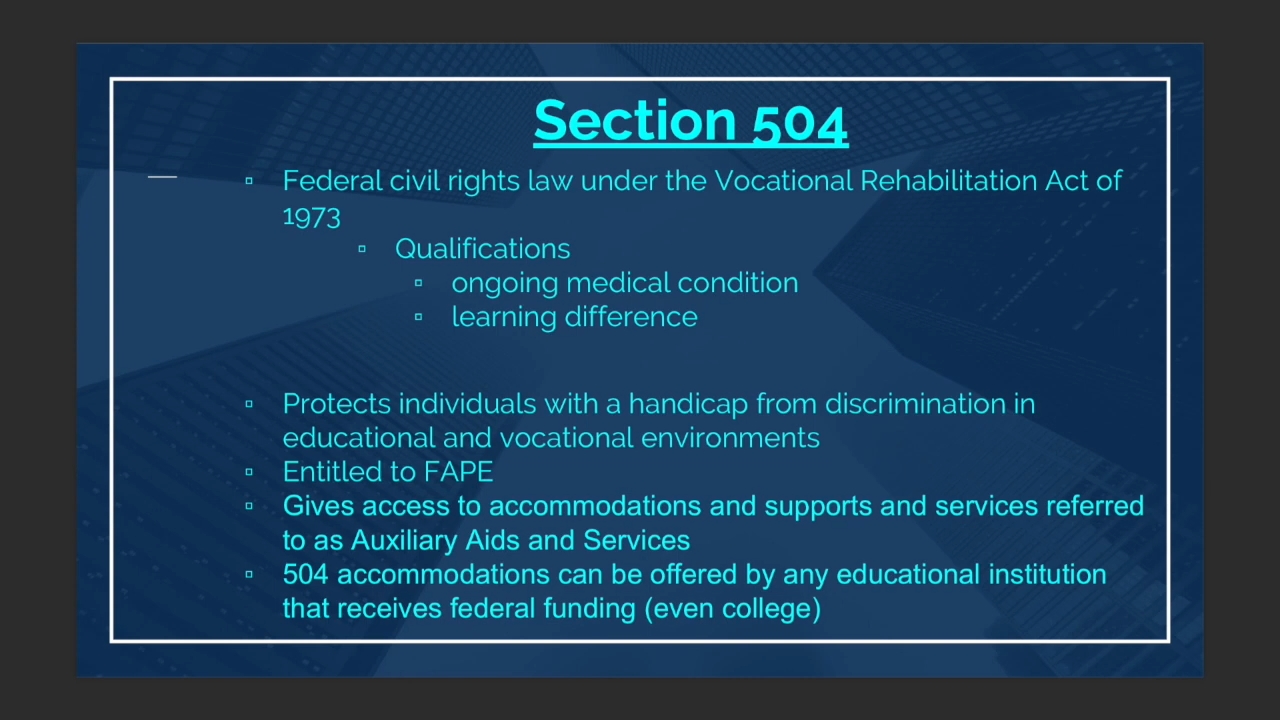 Section 504
▫ Federal civil rights law under the Vocational Rehabilitation Act of
1973
▫ Qualifications
▫ ongoing medical condition
▫ learning difference
▫ Protects individuals with a handicap from discrimination in
educational and vocational environments
▫ Entitled to FAPE
▫ Gives access to accommodations and supports and services referred
to as Auxiliary Aids and Services
▫ 504 accommodations can be offered by any educational institution
that receives federal funding (even college)